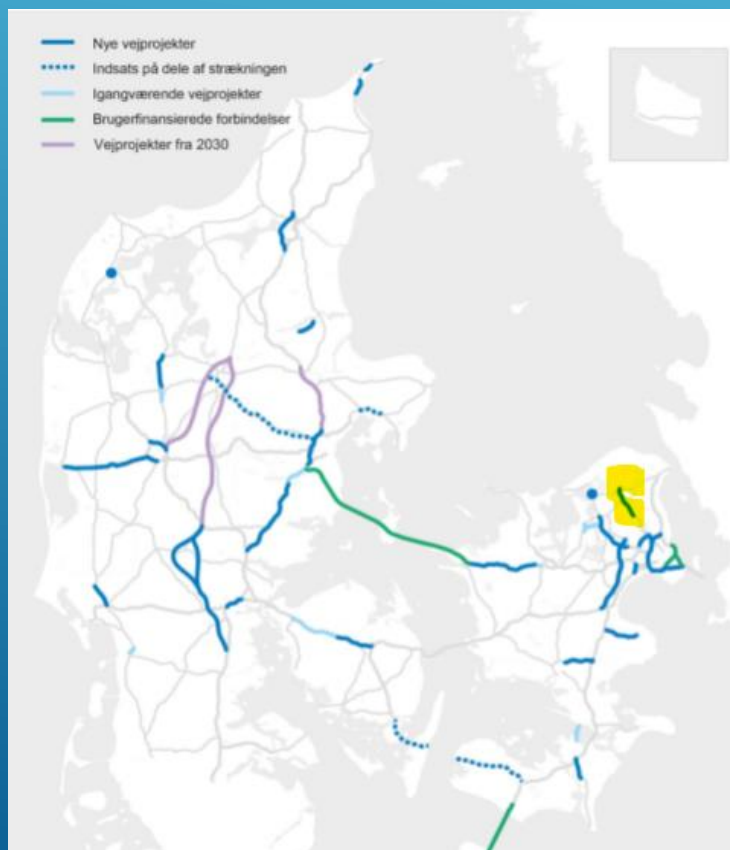 Nye vejprojekter
Indsats på dele af strækningen
Igangværende vejprojekter
Brugerfinansierede forbindelser
Vejprojekter fra 2030